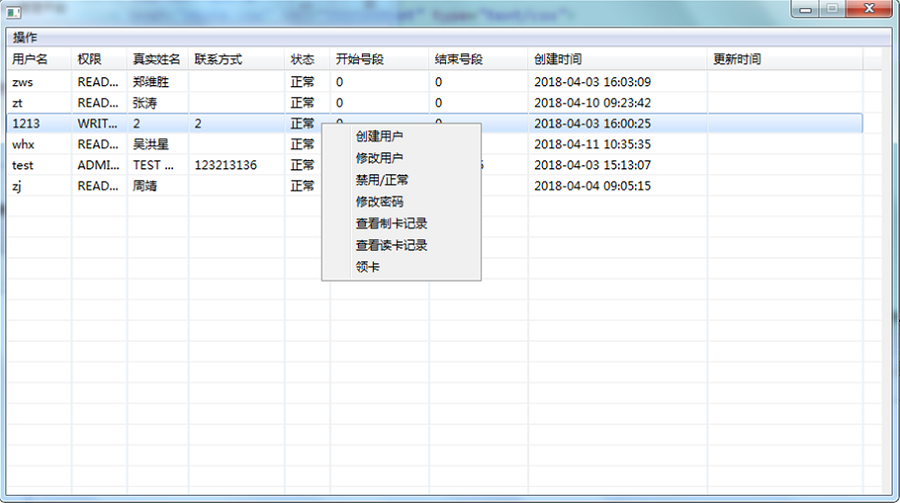 操作
用户名 权限 真实姓名 联系方式 状态 开始号段 结束号段 创建时间 更新时间
zws READ... 郑维胜 正常 0 0 2018-04-03 16:03:09
zt READ... 张涛 正常 0 0 2018-04-10 09:23:42
1213 WRIT... 2 2 正常 2018-04-03 16:00:25
whx READ... 吴洪星 正常 2018-04-11 10:35:35
test ADMI... TEST ... 123213136 正常 2018-04-03 15:13:07
zj READ... 周靖 正常 2018-04-04 09:05:15
创建用户
修改用户
禁用/正常
修改密码
查看制卡记录
查看读卡记录
领卡